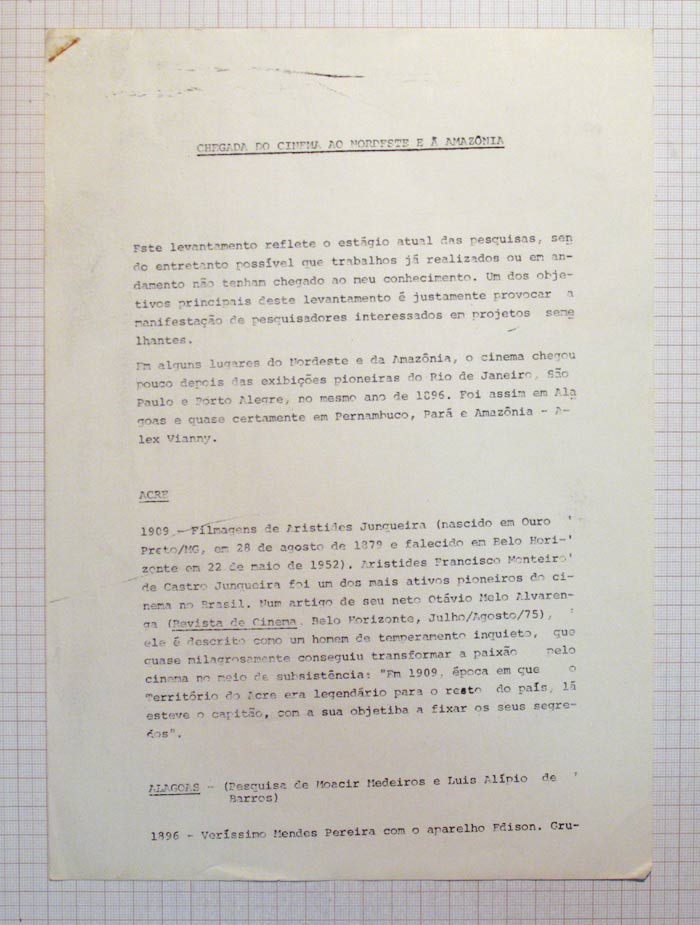 CHEGADA DO CINEMA AO NORDESTE E À AMAZÔNIA
Este levantamento reflete o estágio atual das pesquisas, sen
do entretanto possível que trabalhos já realizados ou em an-
damento não tenham chegado ao meu conhecimento. Um dos obje-
tivos principais deste levantamento é justamente provocar a
manifestação de pesquisadores interessados em projetos seme
lhantes.
Em alguns lugares do Nordeste e da Amazônia, o cinema chegou
pouco depois das exibições pioneiras do Rio de Janeiro, São
Paulo e Porto Alegre, no mesmo ano de 1896. Foi assim em Ala
goas e quase certamente em Pernambuco, Pará e Amazônia - A-
lex Vianny.
ACRE
1909 - Filmagens de Aristides Junqueira (nascido em Ouro '
Preto/MG, em 28 de agosto de 1879 e falecido em Belo Hori-'
zonte em 22 de maio de 1952). Aristides Francisco Monteiro'
de Castro Junqueira foi um dos mais ativos pioneiros do ci-
nema no Brasil. Num artigo de seu neto Otávio Melo Alvaren-
ga (Revista de Cinema. Belo Horizonte, Julho/Agosto/75), '
ele é descrito como um homem de temperamento inquieto, que
quase milagrosamente conseguiu transformar a paixão pelo
cinema no meio de subsistência: "Em 1909, época em que o
Território do Acre era legendário para o resto do país, lá
esteve o capitão, com a sua objetiba a fixar os seus segre-
dos".
ALAGOAS - (Pesquisa de Moacir Medeiros e Luis Alípio de '
Barros)
1896 - Veríssimo Mendes Pereira com o aparelho Edison. Gru-